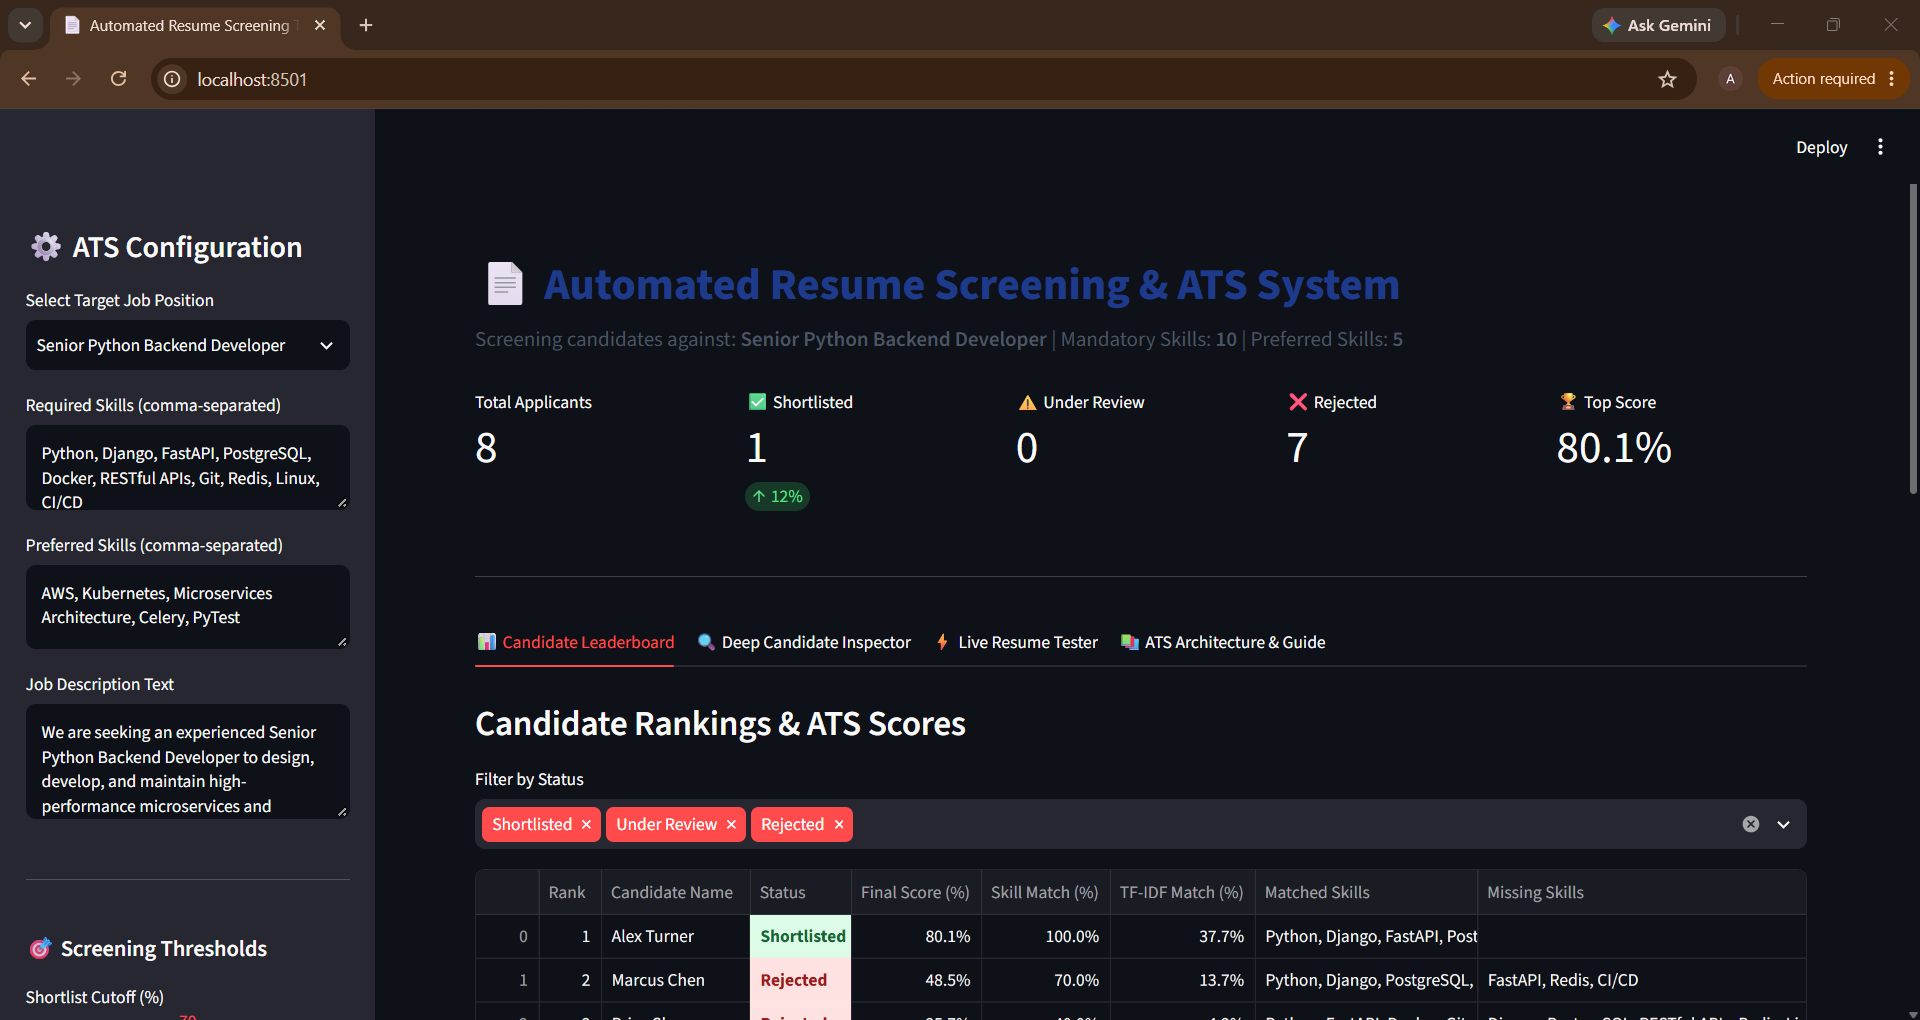 Automated Resume Screening
Ask Gemini
localhost:8501
A
Action required
Deploy
ATS Configuration
Select Target Job Position
Senior Python Backend Developer
Required Skills (comma-separated)
Python, Django, FastAPI, PostgreSQL,
Docker, RESTful APIs, Git, Redis, Linux,
CI/CD
Preferred Skills (comma-separated)
AWS, Kubernetes, Microservices
Architecture, Celery, PyTest
Job Description Text
We are seeking an experienced Senior
Python Backend Developer to design,
develop, and maintain high-
performance microservices and
Screening Thresholds
Shortlist Cutoff (%)
Automated Resume Screening & ATS System
Screening candidates against: Senior Python Backend Developer | Mandatory Skills: 10 | Preferred Skills: 5
Total Applicants
8
Shortlisted
1
↑ 12%
Under Review
0
Rejected
7
Top Score
80.1%
Candidate Leaderboard
Deep Candidate Inspector
Live Resume Tester
ATS Architecture & Guide
Candidate Rankings & ATS Scores
Filter by Status
Shortlisted
Under Review
Rejected
Rank Candidate Name Status Final Score (%) Skill Match (%) TF-IDF Match (%) Matched Skills Missing Skills
0 1 Alex Turner Shortlisted 80.1% 100.0% 37.7% Python, Django, FastAPI, Post
1 2 Marcus Chen Rejected 48.5% 70.0% 13.7% Python, Django, PostgreSQL, FastAPI, Redis, CI/CD